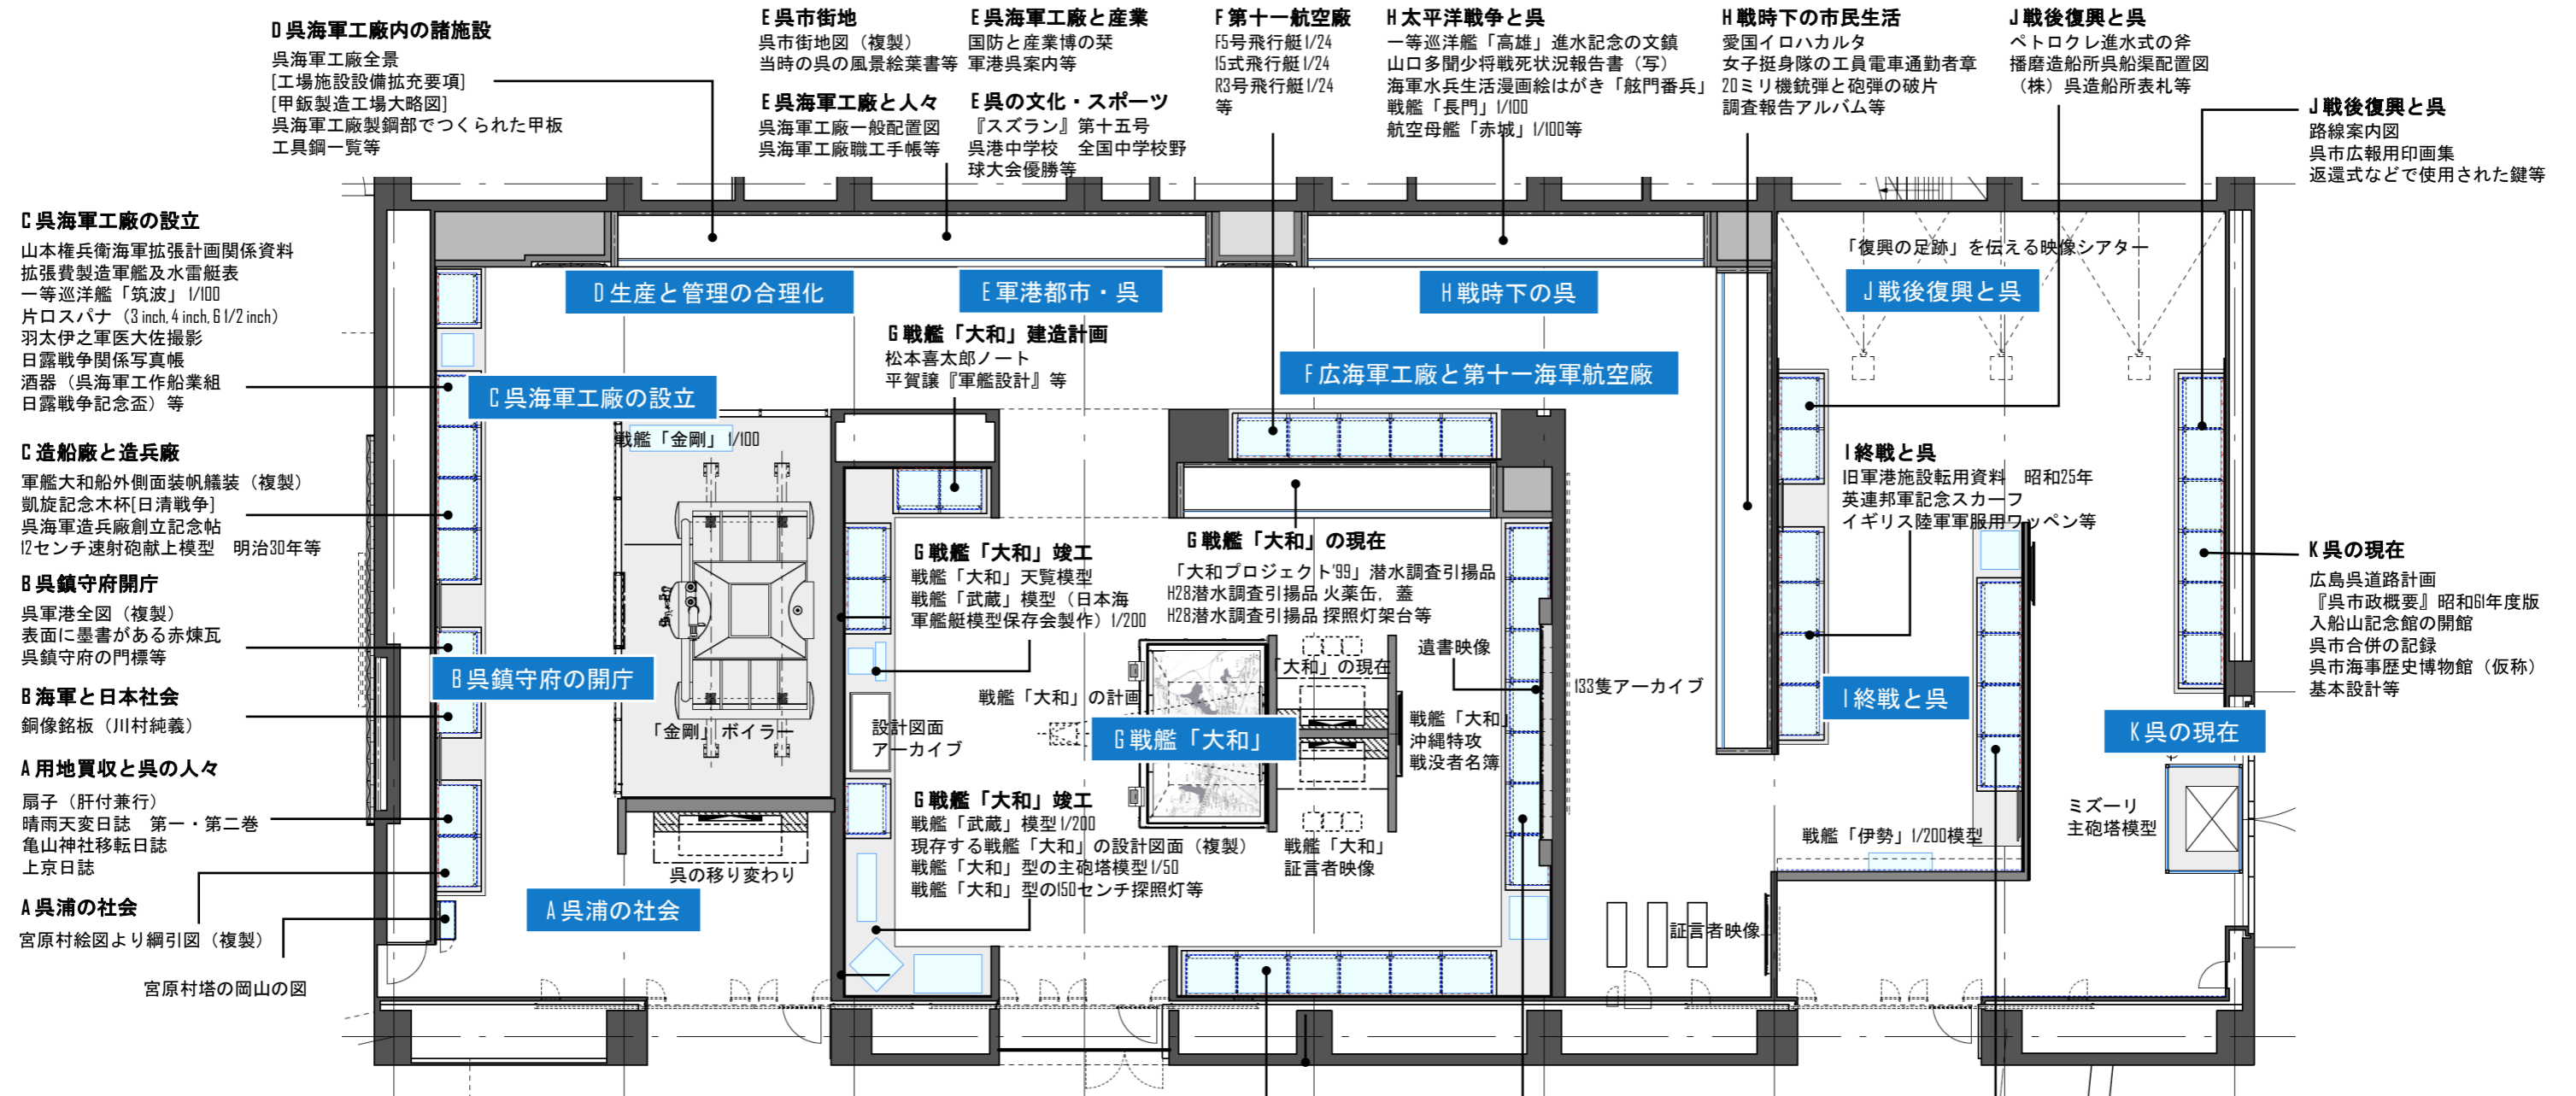 D 呉海軍工廠内の諸施設
呉海軍工廠全景
[工場施設設備拡充要項]
[甲鈑製造工場大略図]
呉海軍工廠製鋼部でつくられた甲板
工具鋼一覧等
E 呉市街地
呉市街地図（複製）
当時の呉の風景絵葉書等
E 呉海軍工廠と人々
呉海軍工廠一般配置図
呉海軍工廠職工手帳等
E 呉海軍工廠と産業
国防と産業博の栞
軍港呉案内等
E 呉の文化・スポーツ
『スズラン』第十五号
呉港中学校　全国中学校野
球大会優勝等
F 第十一航空廠
F5号飛行艇1/24
15式飛行艇1/24
R3号飛行艇1/24
等
H 太平洋戦争と呉
一等巡洋艦「高雄」進水記念の文鎮
山口多聞少将戦死状況報告書（写）
海軍水兵生活漫画絵はがき「舷門番兵」
戦艦「長門」1/100
航空母艦「赤城」1/100等
H 戦時下の市民生活
愛国イロハカルタ
女子挺身隊の工員電車通勤者章
20ミリ機銃弾と砲弾の破片
調査報告アルバム等
J 戦後復興と呉
ペトロクレ進水式の斧
播磨造船所呉船渠配置図
（株）呉造船所表札等
J 戦後復興と呉
路線案内図
呉市広報用印画集
返還式などで使用された鍵等
C 呉海軍工廠の設立
山本権兵衛海軍拡張計画関係資料
拡張費製造軍艦及水雷艇表
一等巡洋艦「筑波」1/100
片ロスパナ（3 inch, 4 inch, 6 1/2 inch）
羽太伊之軍医大佐撮影
日露戦争関係写真帳
酒器（呉海軍工作船業組
日露戦争記念盃）等
C 造船廠と造兵廠
軍艦大和船外側面装帆艤装（複製）
凱旋記念木杯[日清戦争]
呉海軍造兵廠創立記念帖
12センチ速射砲献上模型　明治30年等
B 呉鎮守府開庁
呉軍港全図（複製）
表面に墨書がある赤煉瓦
呉鎮守府の門標等
B 海軍と日本社会
銅像銘板（川村純義）
A 用地買収と呉の人々
扇子（肝付兼行）
晴雨天変日誌　第一・第二巻
亀山神社移転日誌
上京日誌
A 呉浦の社会
宮原村絵図より綱引図（複製）
宮原村塔の岡山の図
D 生産と管理の合理化
E 軍港都市・呉
H 戦時下の呉
「復興の足跡」を伝える映像シアター
J 戦後復興と呉
G 戦艦「大和」建造計画
松本喜太郎ノート
平賀譲『軍艦設計』等
F 広海軍工廠と第十一海軍航空廠
C 呉海軍工廠の設立
戦艦「金剛」1/100
I 終戦と呉
旧軍港施設転用資料　昭和25年
英連邦軍記念スカーフ
イギリス陸軍軍服用ワッペン等
G 戦艦「大和」竣工
戦艦「大和」天覧模型
戦艦「武蔵」模型（日本海
軍艦艇模型保存会製作）1/200
G 戦艦「大和」の現在
「大和プロジェクト'99」潜水調査引揚品
H28潜水調査引揚品 火薬缶，蓋
H28潜水調査引揚品 探照灯架台等
K 呉の現在
広島呉道路計画
『呉市政概要』昭和61年度版
入船山記念館の開館
呉市合併の記録
呉市海事歴史博物館（仮称）
基本設計等
B 呉鎮守府の開庁
「大和」の現在
遺書映像
133隻アーカイブ
戦艦「大和」の計画
「金剛」ボイラー
設計図面
アーカイブ
G 戦艦「大和」
戦艦「大和」
沖縄特攻
戦没者名簿
I 終戦と呉
K 呉の現在
G 戦艦「大和」竣工
戦艦「武蔵」模型1/200
現存する戦艦「大和」の設計図面（複製）
戦艦「大和」型の主砲塔模型1/50
戦艦「大和」型の150センチ探照灯等
戦艦「大和」
証言者映像
戦艦「伊勢」1/200模型
ミズーリ
主砲塔模型
呉の移り変わり
A 呉浦の社会
証言者映像